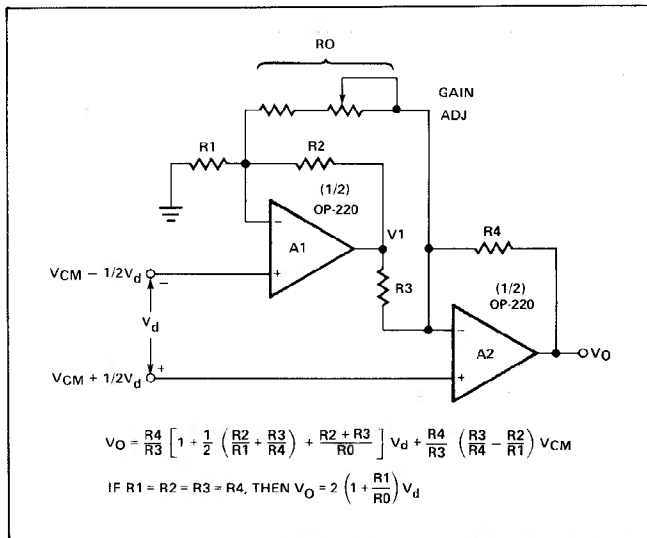 RO
GAIN
ADJ
R1
R2
(1/2)
OP-220
V1
R4
−
A1
+
R3
VCM − 1/2Vd
−
(1/2)
OP-220
Vd
−
A2
VO
+
VCM + 1/2Vd
+
VO = R4/R3 [1 + 1/2 (R2/R1 + R3/R4) + R2 + R3/R0] Vd + R4/R3 (R3/R4 − R2/R1) VCM
IF R1 = R2 = R3 = R4, THEN VO = 2 (1 + R1/R0) Vd